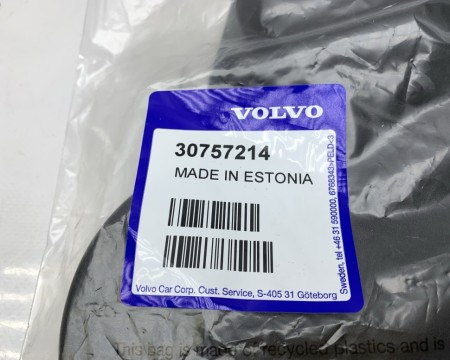 VOLVO
30757214
MADE IN ESTONIA
Volvo Car Corp. Cust. Service, S-405 31 Göteborg
Sweden, tel +46 31 590000, 6768343>PELD<3
This bag is made of recycled plastics and is